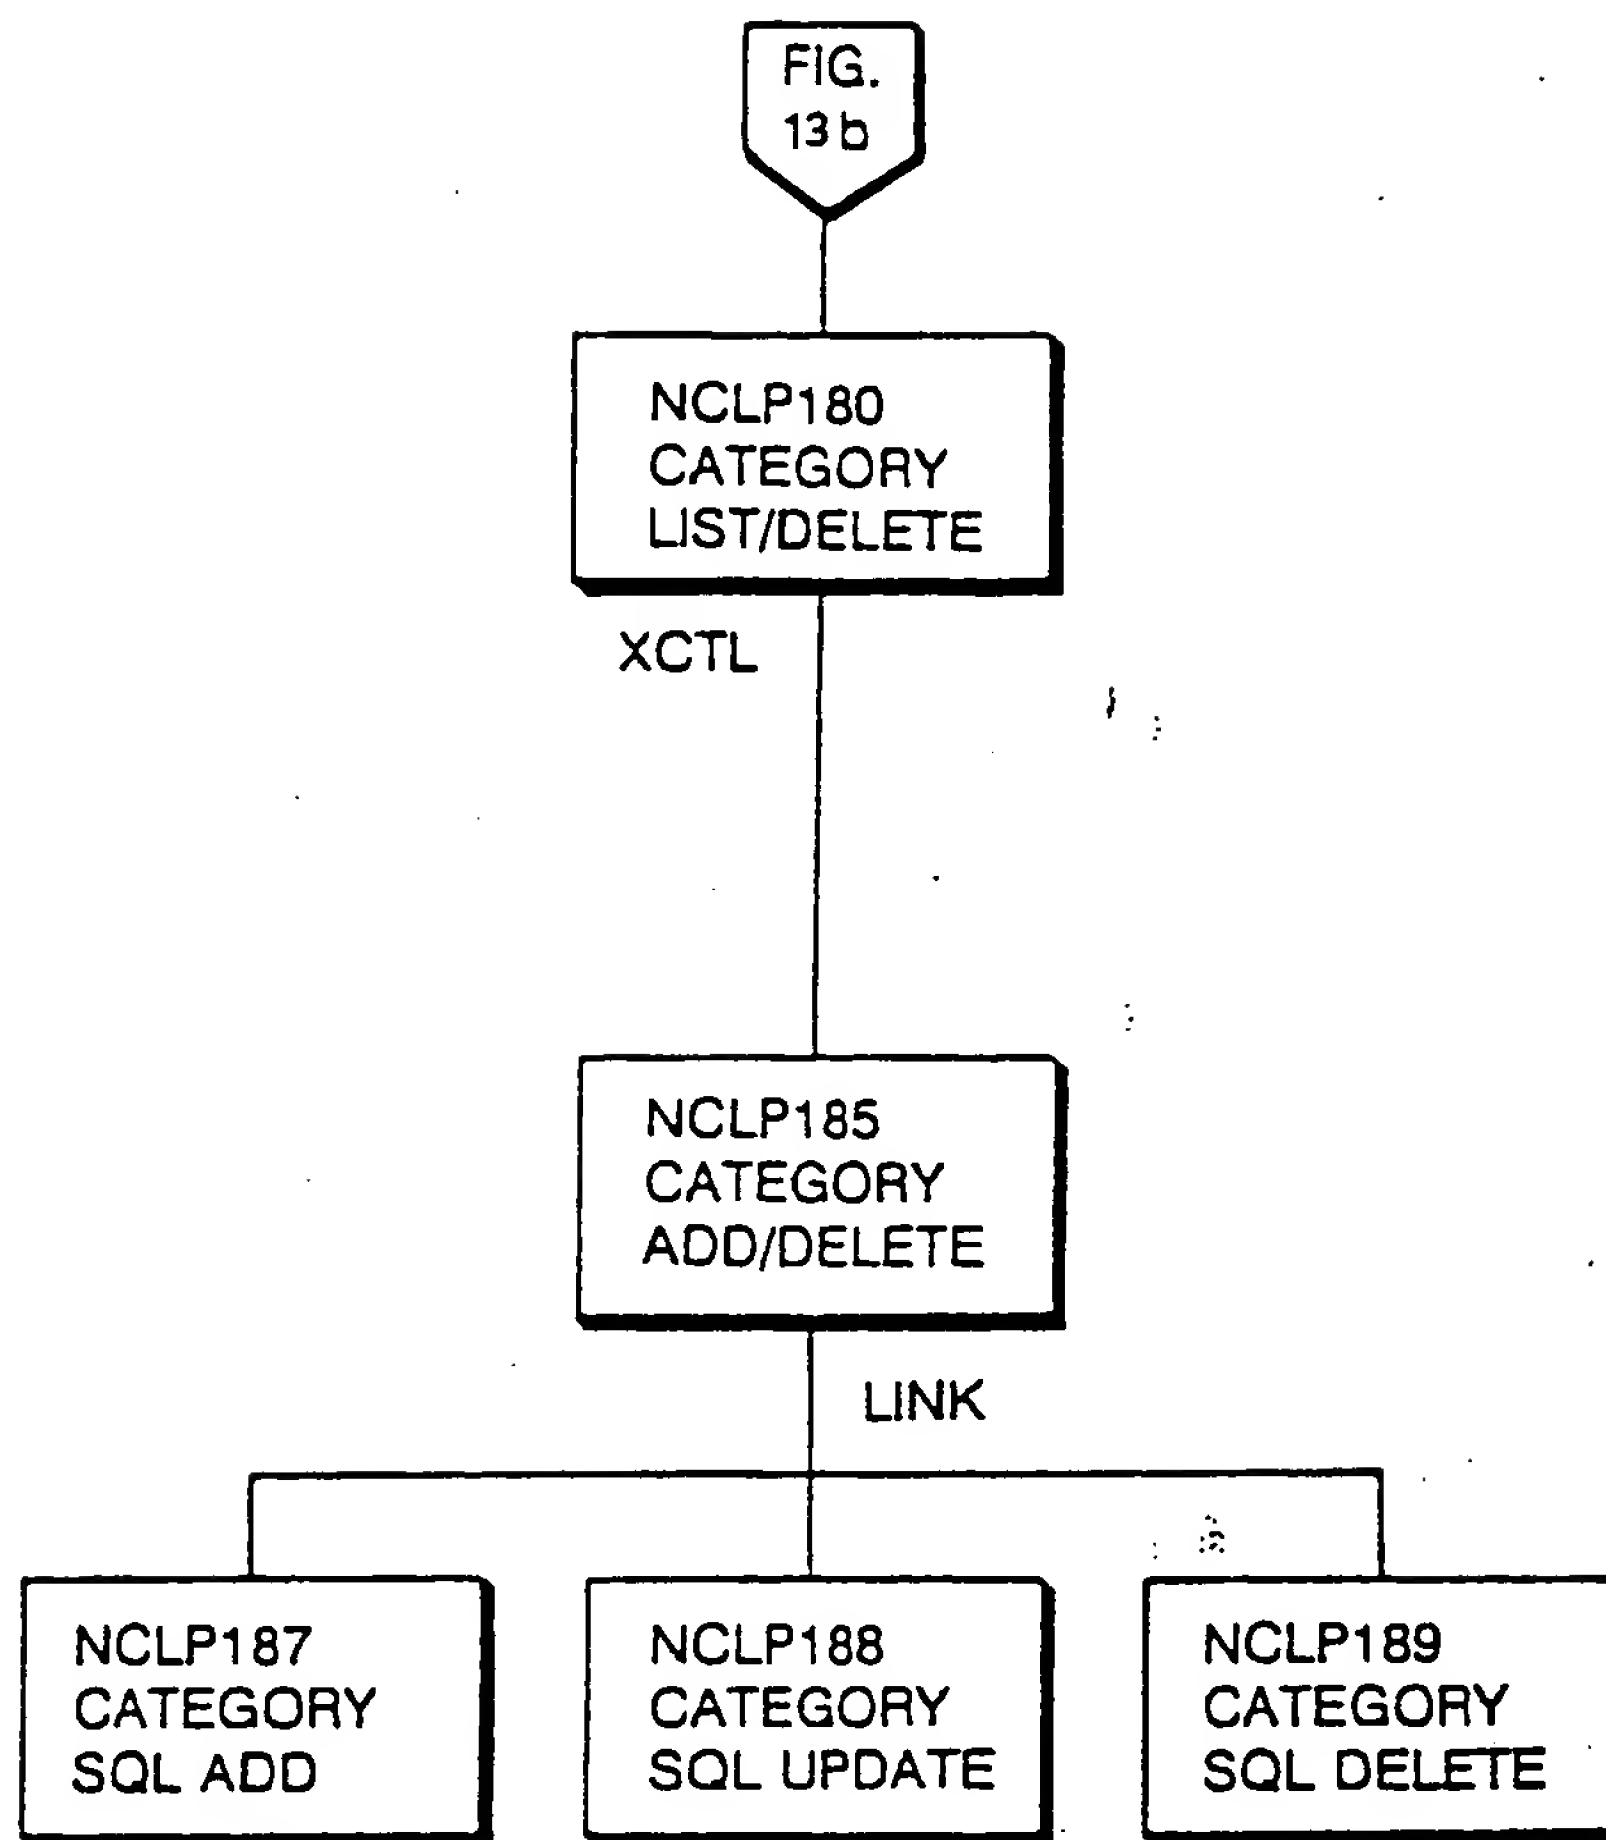 FIG.
13b
NCLP180
CATEGORY
LIST/DELETE
XCTL
NCLP185
CATEGORY
ADD/DELETE
LINK
NCLP187
CATEGORY
SQL ADD
NCLP188
CATEGORY
SQL UPDATE
NCLP189
CATEGORY
SQL DELETE